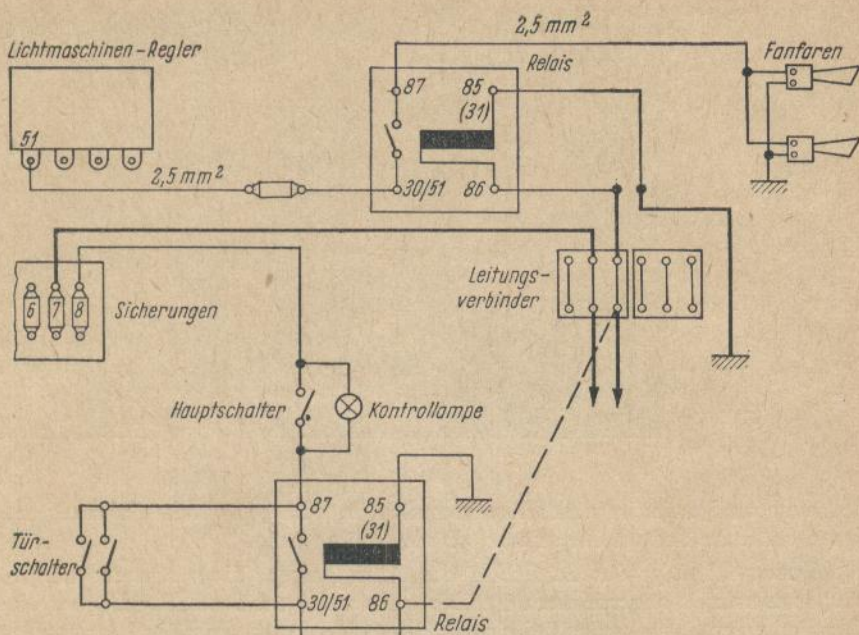 2,5 mm²
Lichtmaschinen-Regler
Relais
Fanfaren
87
85
(31)
51
2,5 mm²
30/51
86
Leitungs-
verbinder
6
7
8
Sicherungen
Hauptschalter
Kontrollampe
87
85
(31)
Tür-
schalter
30/51
86
Relais